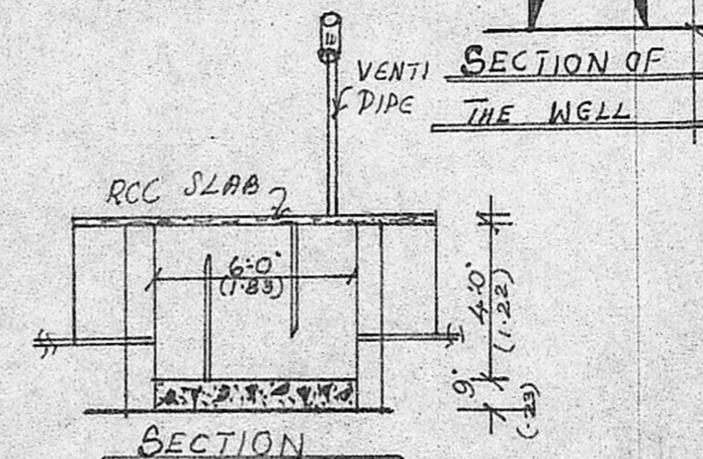 SECTION OF
THE WELL
VENTI
PIPE
RCC SLAB
6'-0"
(1.83)
4'.0"
(1.22)
9"
(.23)
SECTION